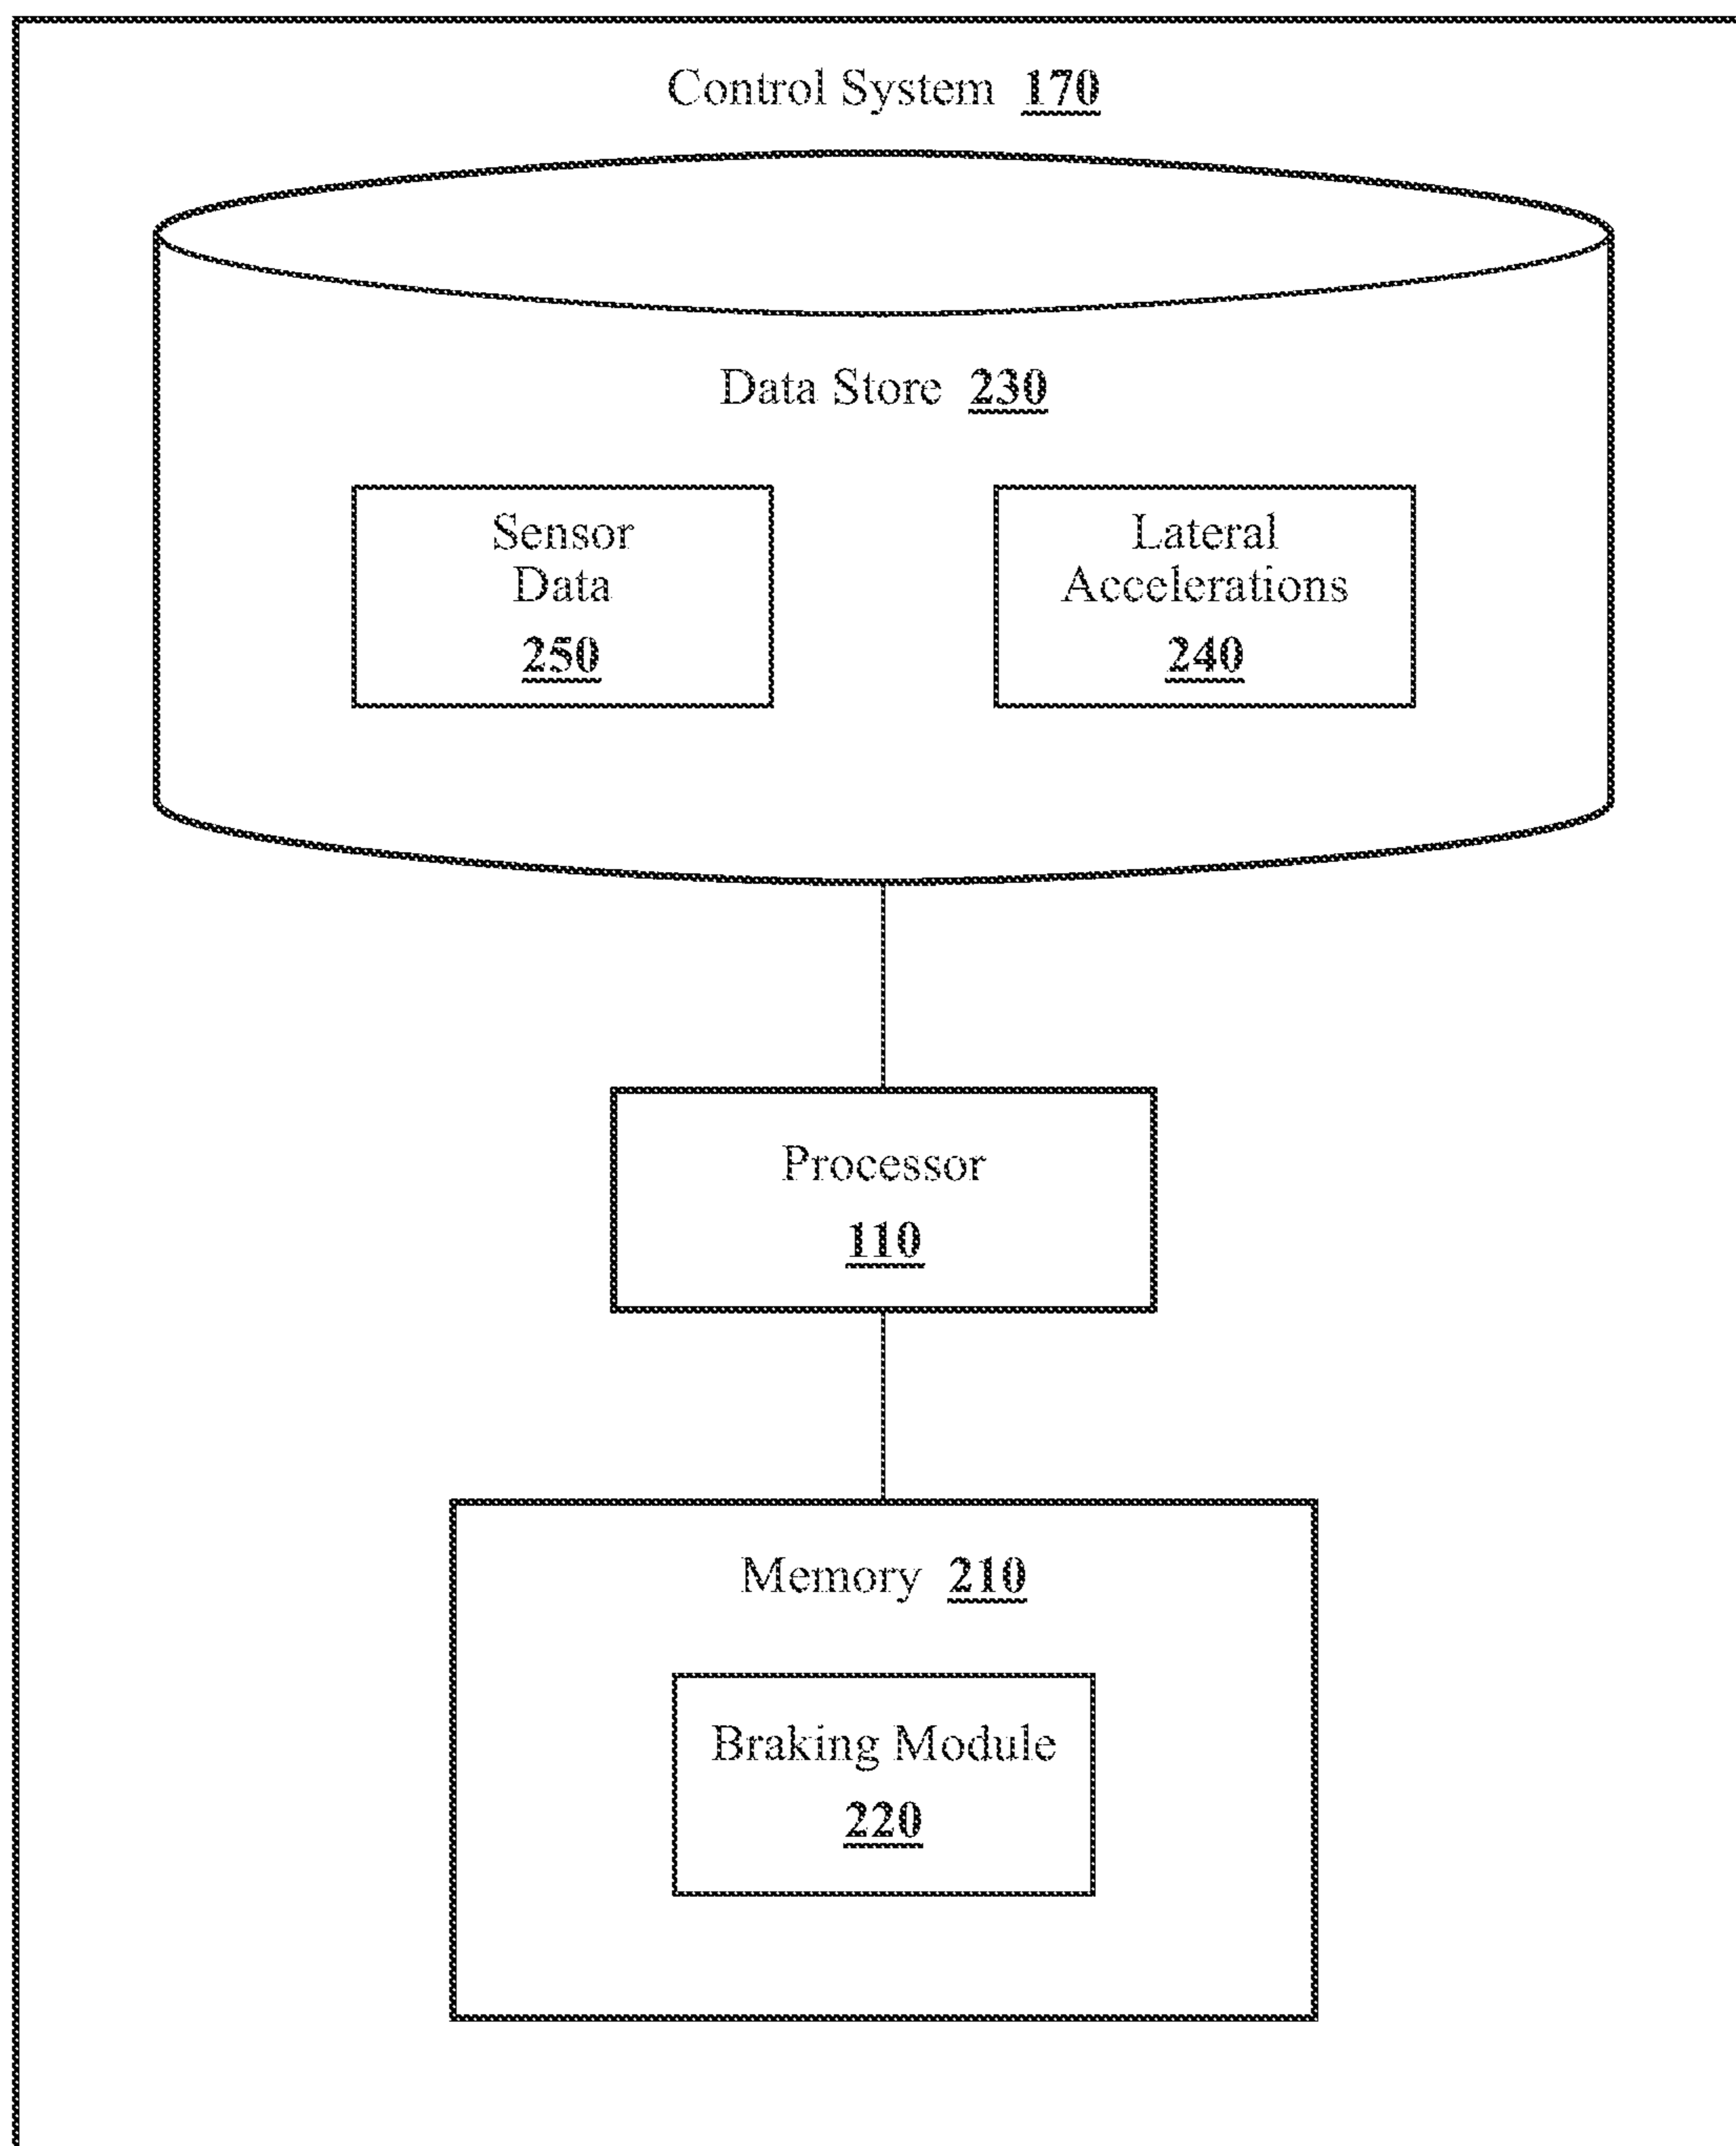 Control System 170
Data Store 230
Sensor
Data
250
Lateral
Accelerations
240
Processor
110
Memory 210
Braking Module
220